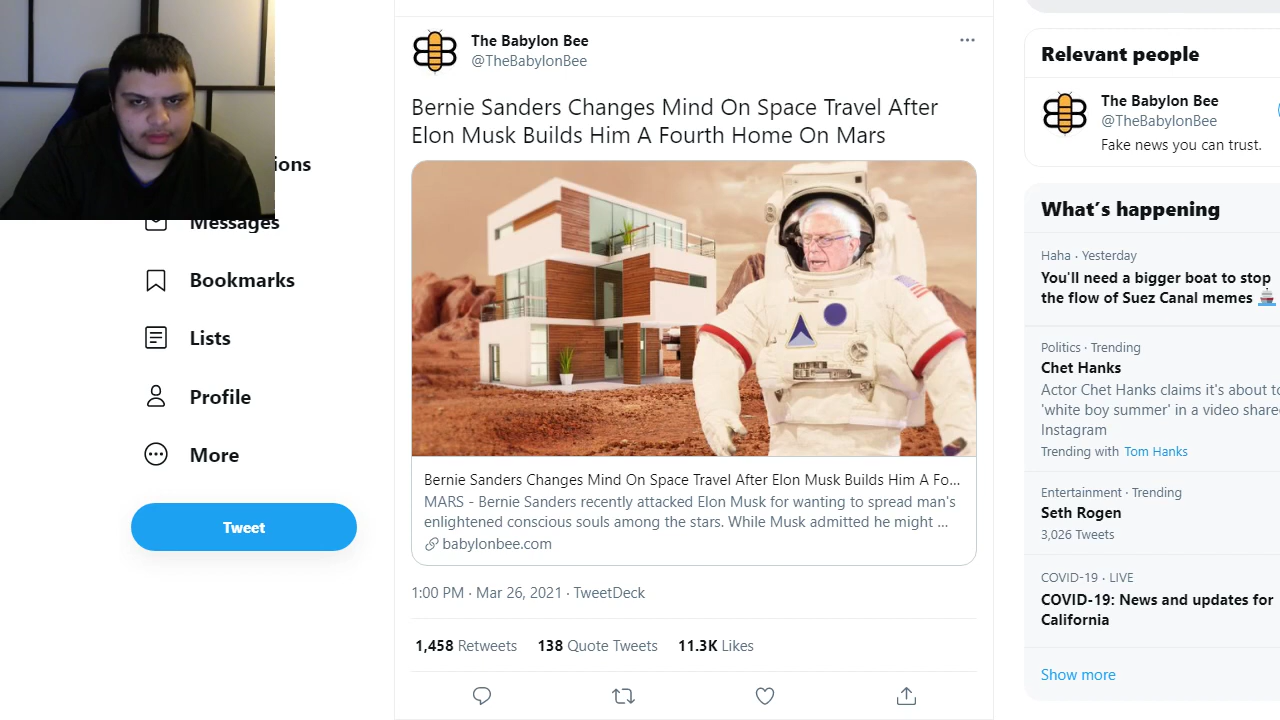 ions
Messages
Bookmarks
Lists
Profile
More
Tweet
The Babylon Bee
@TheBabylonBee
Bernie Sanders Changes Mind On Space Travel After
Elon Musk Builds Him A Fourth Home On Mars
Bernie Sanders Changes Mind On Space Travel After Elon Musk Builds Him A Fo...
MARS - Bernie Sanders recently attacked Elon Musk for wanting to spread man's
enlightened conscious souls among the stars. While Musk admitted he might ...
babylonbee.com
1:00 PM · Mar 26, 2021 · TweetDeck
1,458 Retweets 138 Quote Tweets 11.3K Likes
Relevant people
The Babylon Bee
@TheBabylonBee
Fake news you can trust.
What's happening
Haha · Yesterday
You'll need a bigger boat to stop
the flow of Suez Canal memes 🚢
Politics · Trending
Chet Hanks
Actor Chet Hanks claims it's about to
'white boy summer' in a video share
Instagram
Trending with Tom Hanks
Entertainment · Trending
Seth Rogen
3,026 Tweets
COVID-19 · LIVE
COVID-19: News and updates for
California
Show more